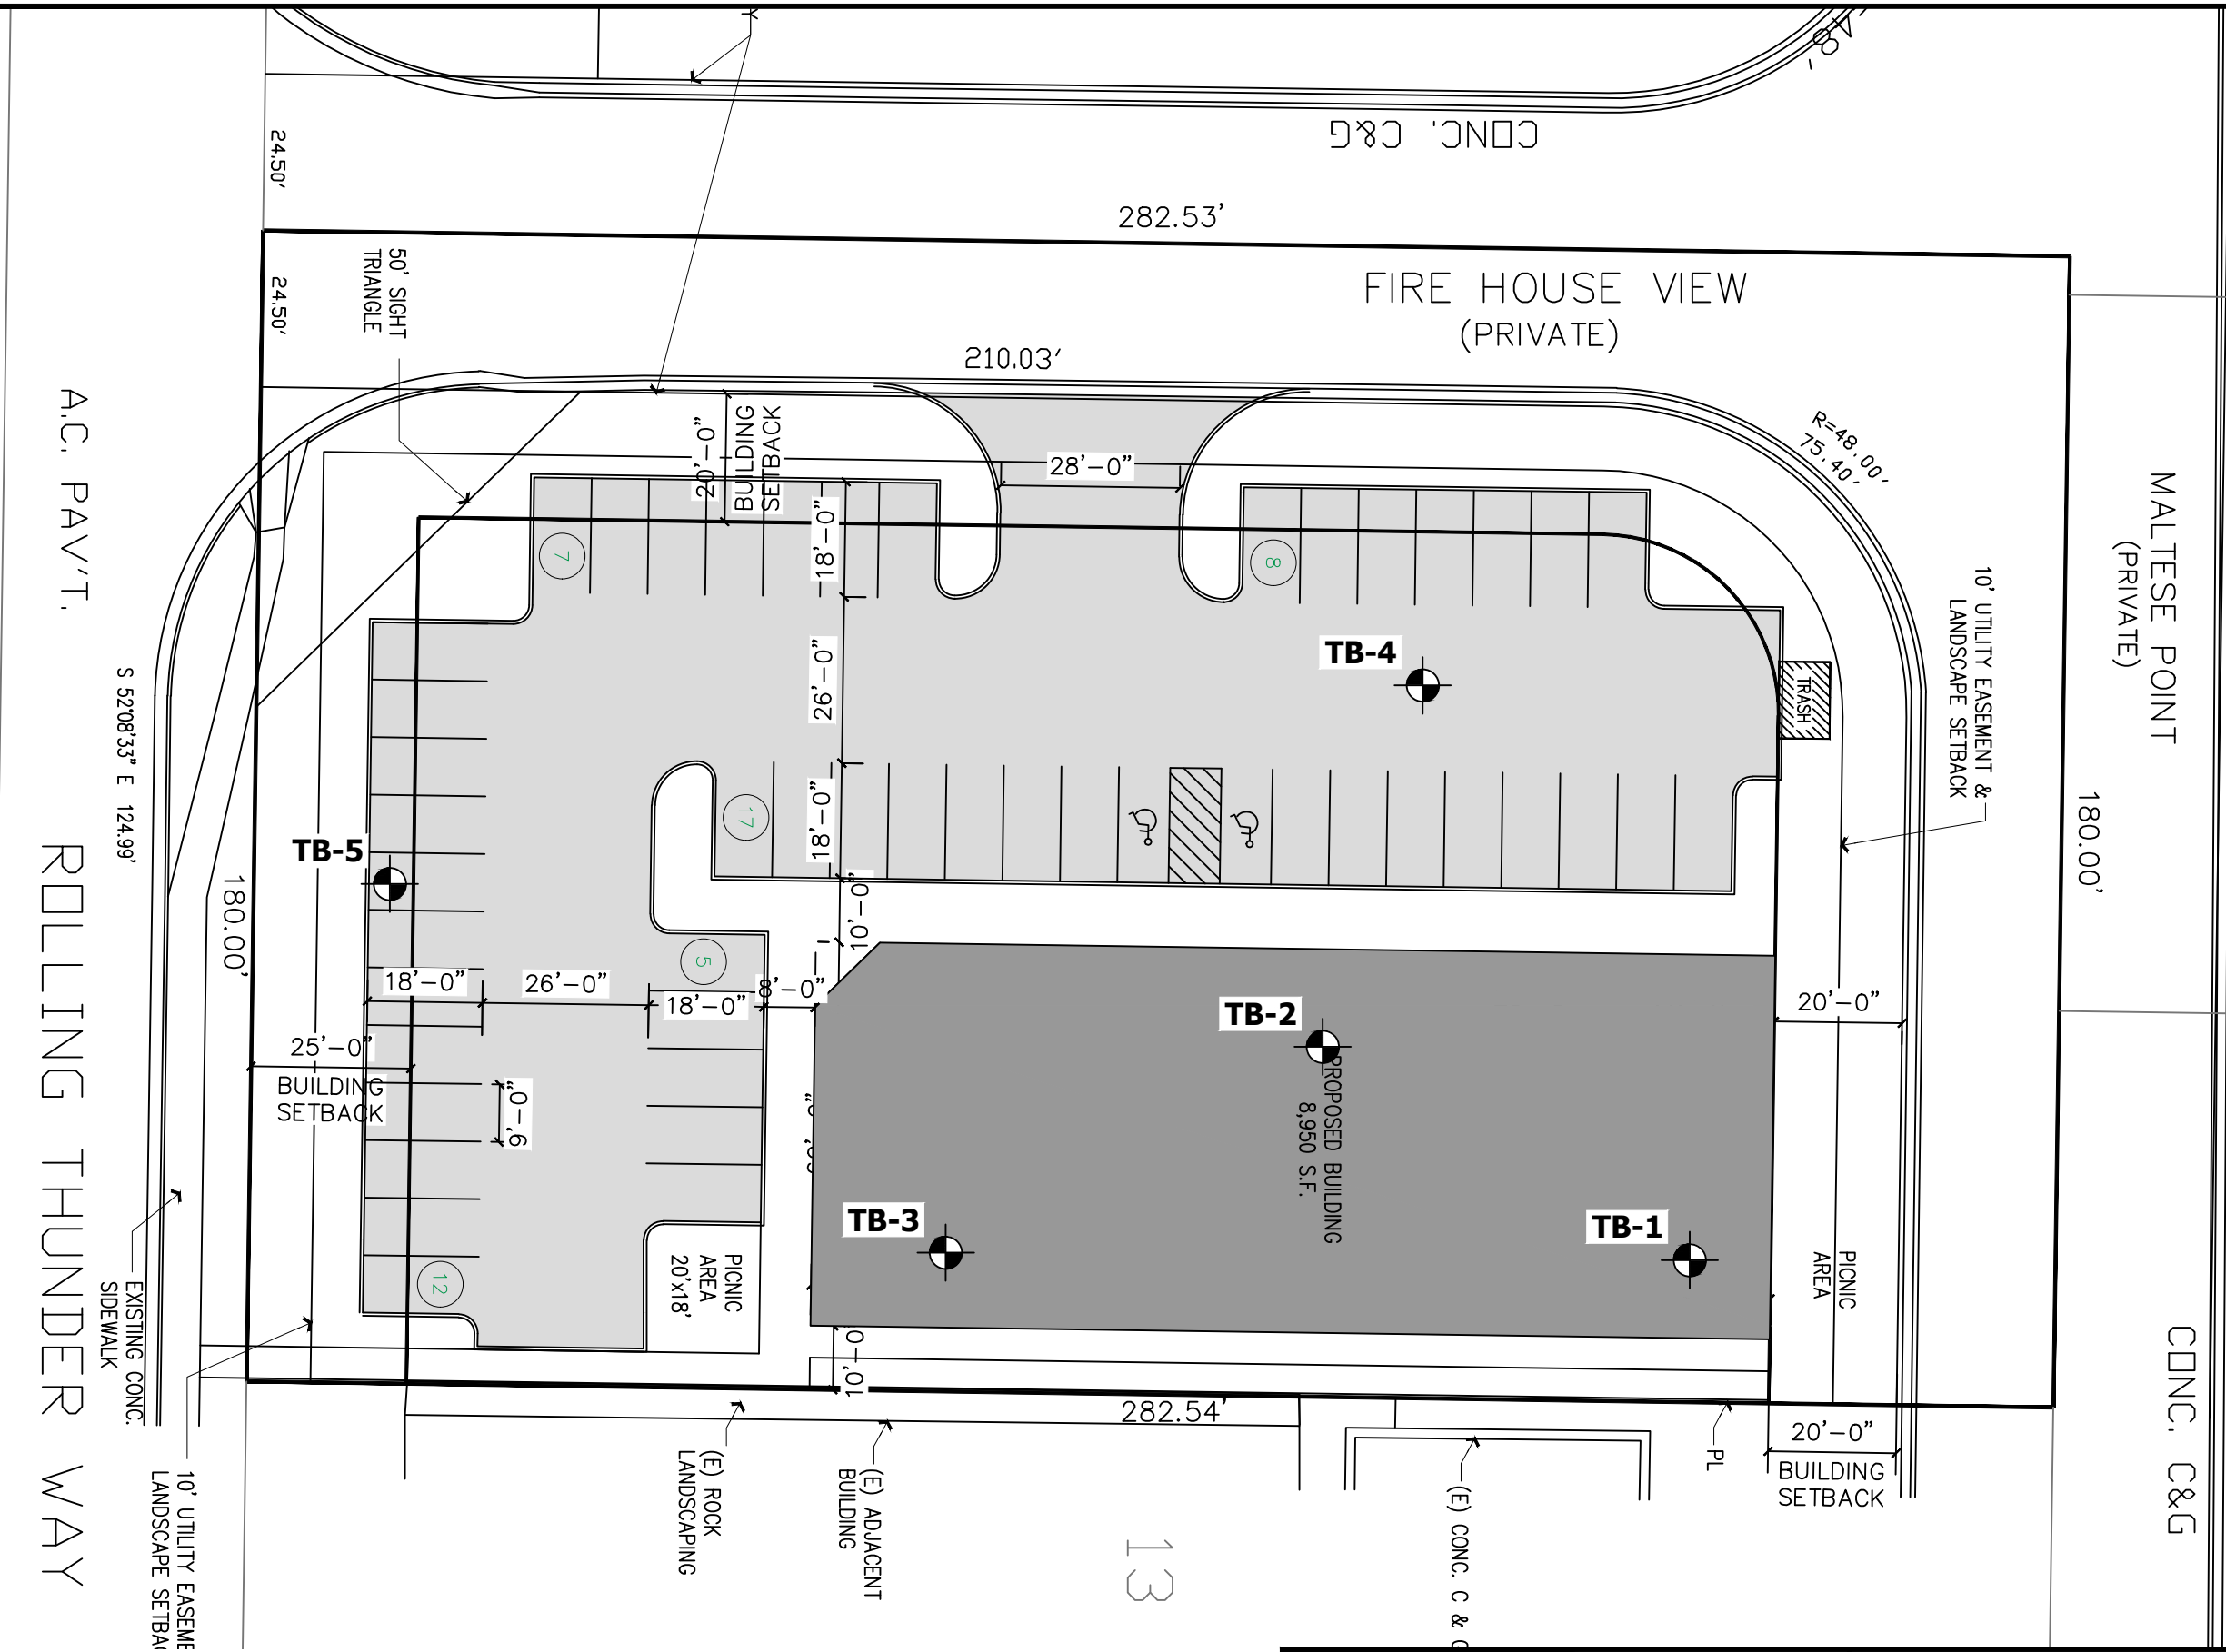 24.50'
CONC. C&G
282.53'
50' SIGHT
TRIANGLE
24.50'
FIRE HOUSE VIEW
(PRIVATE)
210.03'
R=48.00'
75.40'
A.C. PAV'T.
20'-0"
BUILDING
SETBACK
28'-0"
18'-0"
7
8
MALTESE POINT
(PRIVATE)
10' UTILITY EASEMENT &
LANDSCAPE SETBACK
TB-4
26'-0"
TRASH
S 52°08'33" E 124.99'
17
18'-0"
180.00'
TB-5
180.00'
10'-0"
5
18'-0"
26'-0"
18'-0"
8'-0"
TB-2
20'-0"
25'-0"
BUILDING
SETBACK
9'-0"
PROPOSED BUILDING
8,950 S.F.
ROLLING THUNDER WAY
TB-3
TB-1
PICNIC
AREA
20'x18'
PICNIC
AREA
12
EXISTING CONC.
SIDEWALK
10'-0"
282.54'
CONC. C&G
20'-0"
BUILDING
SETBACK
PL
(E) ROCK
LANDSCAPING
(E) ADJACENT
BUILDING
(E) CONC. C &
10' UTILITY
LANDSCAPE
13